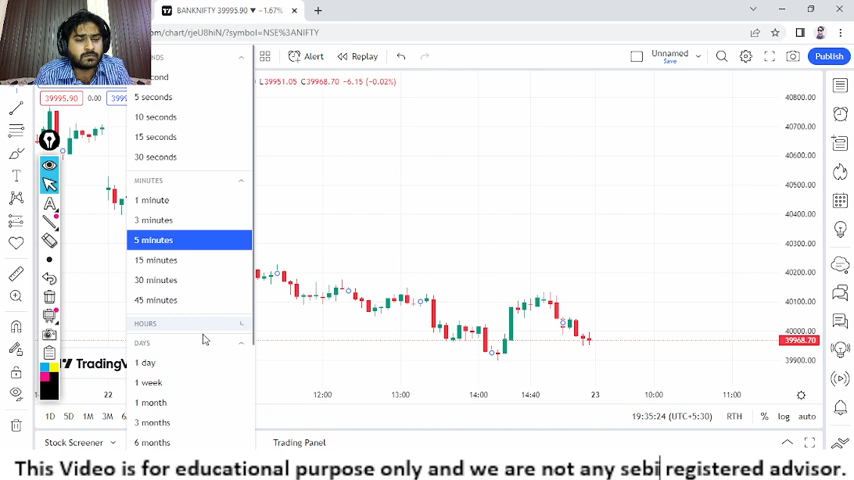 BANKNIFTY 39995.90 ▼ −1.67%
om/chart/rjeU8hiN/?symbol=NSE%3ANIFTY
Alert
Replay
Unnamed
Save
Publish
39951.05 C39968.70 −6.15 (−0.02%)
39995.90
0.00
5 seconds
10 seconds
15 seconds
30 seconds
MINUTES
1 minute
3 minutes
5 minutes
15 minutes
30 minutes
45 minutes
HOURS
DAYS
1 day
1 week
1 month
3 months
6 months
40800.00
40700.00
40600.00
40500.00
40400.00
40300.00
40200.00
40100.00
40000.00
39968.70
39900.00
22
12:00
13:00
14:00
14:40
23
10:00
11:00
1D 5D 1M 3M
19:35:24 (UTC+5:30)
RTH
%
log
auto
Stock Screener
Trading Panel
This Video is for educational purpose only and we are not any sebi registered advisor.